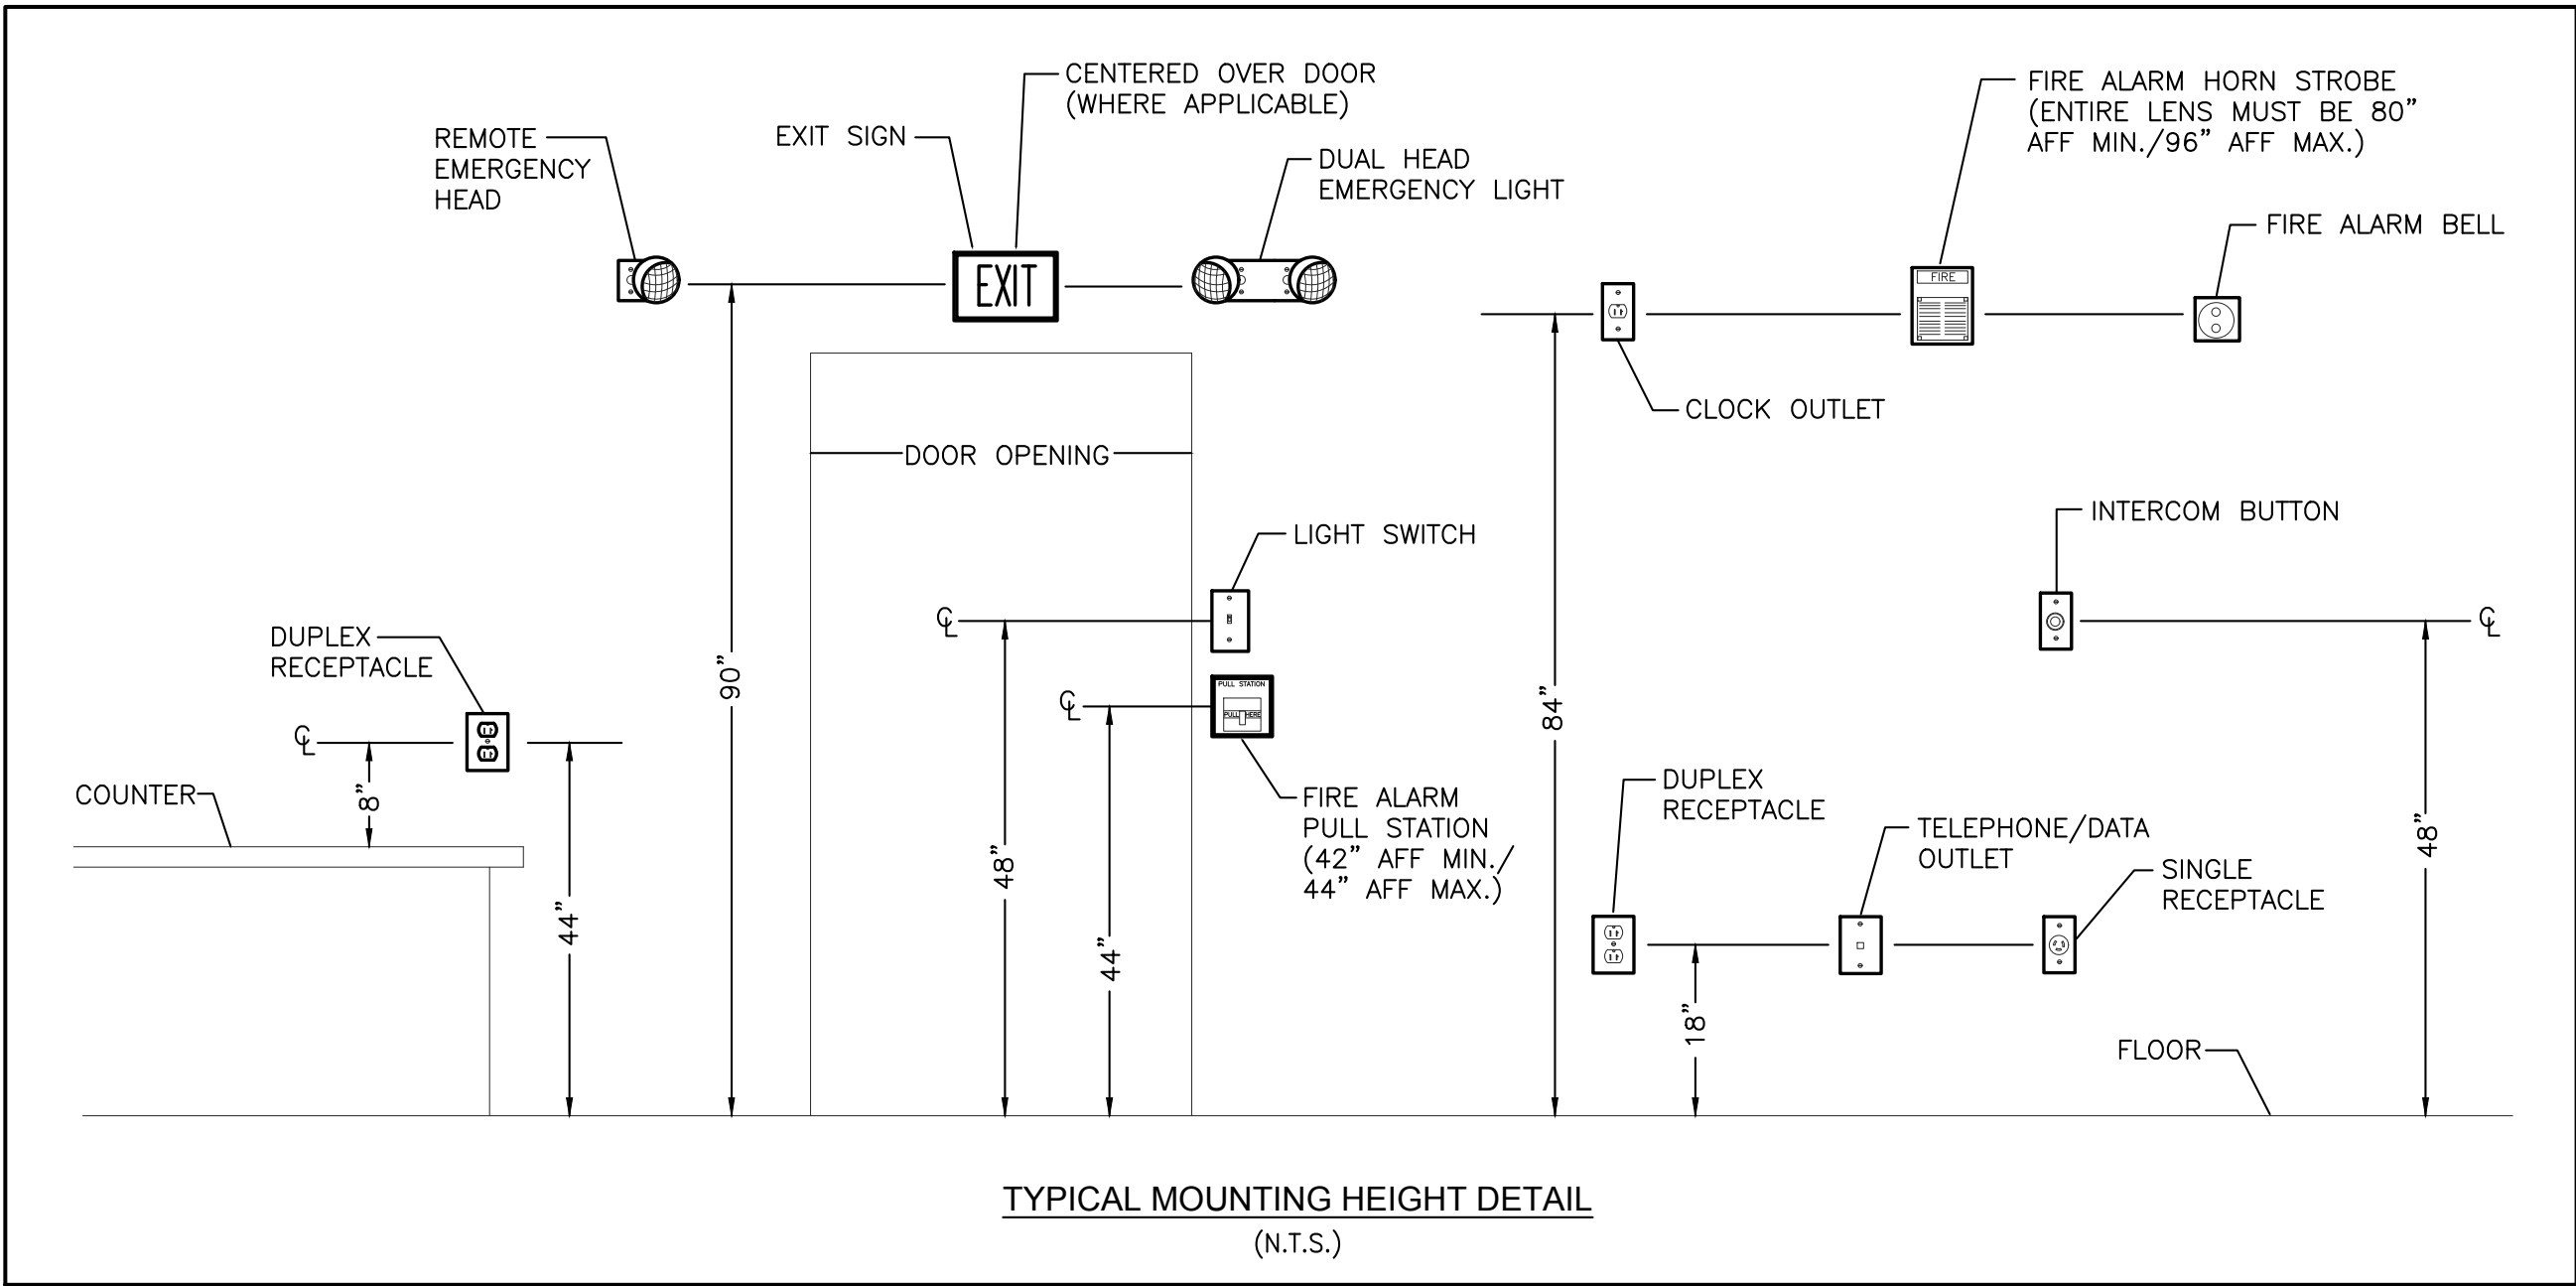 CENTERED OVER DOOR
(WHERE APPLICABLE)
FIRE ALARM HORN STROBE
(ENTIRE LENS MUST BE 80”
AFF MIN./96” AFF MAX.)
REMOTE
EMERGENCY
HEAD
EXIT SIGN
DUAL HEAD
EMERGENCY LIGHT
FIRE ALARM BELL
EXIT
FIRE
CLOCK OUTLET
DOOR OPENING
LIGHT SWITCH
INTERCOM BUTTON
DUPLEX
RECEPTACLE
℄
℄
℄
℄
90”
84”
PULL STATION
PULL HERE
COUNTER
8”
44”
48”
44”
FIRE ALARM
PULL STATION
(42” AFF MIN./
44” AFF MAX.)
DUPLEX
RECEPTACLE
TELEPHONE/DATA
OUTLET
SINGLE
RECEPTACLE
48”
18”
FLOOR
TYPICAL MOUNTING HEIGHT DETAIL
(N.T.S.)